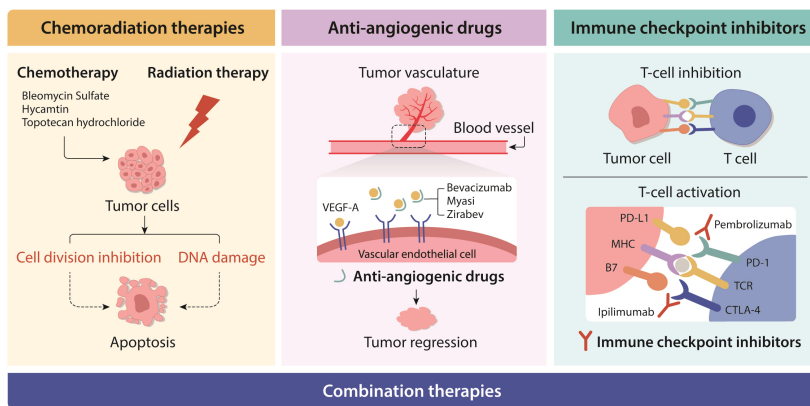 Chemoradiation therapies
Chemotherapy
Radiation therapy
Bleomycin Sulfate
Hycamtin
Topotecan hydrochloride
Tumor cells
Cell division inhibition
DNA damage
Apoptosis
Anti-angiogenic drugs
Tumor vasculature
Blood vessel
Bevacizumab
Myasi
Zirabev
VEGF-A
Vascular endothelial cell
Anti-angiogenic drugs
Tumor regression
Immune checkpoint inhibitors
T-cell inhibition
Tumor cell
T cell
T-cell activation
PD-L1
Pembrolizumab
MHC
PD-1
B7
TCR
Ipilimumab
CTLA-4
Immune checkpoint inhibitors
Combination therapies